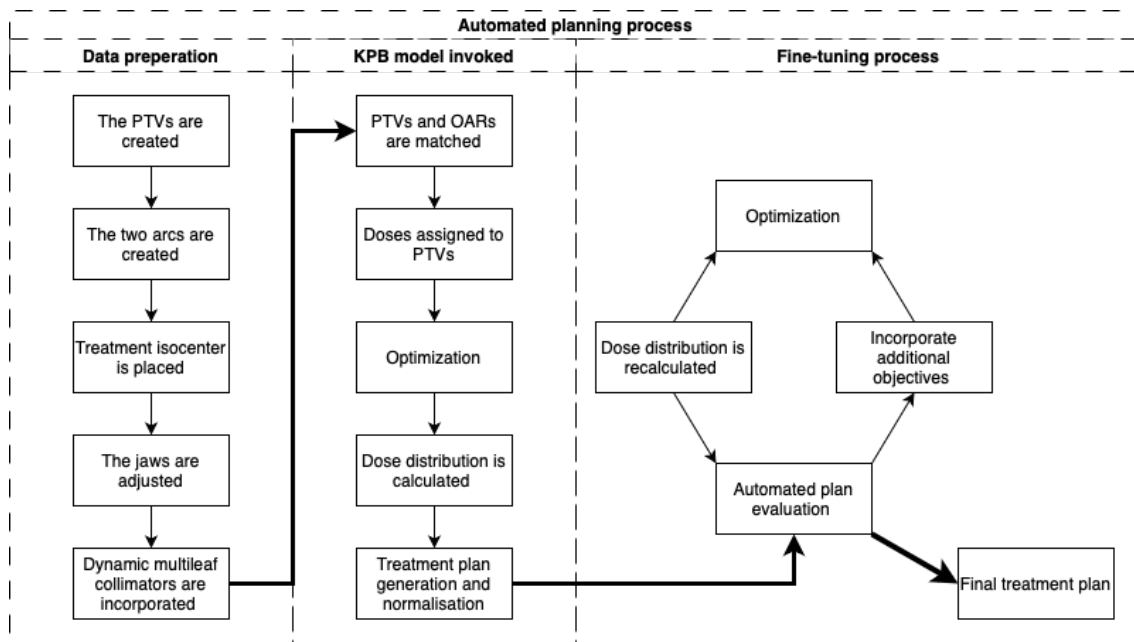 Automated planning process
Data preperation
KPB model invoked
Fine-tuning process
The PTVs are
created
The two arcs are
created
Treatment isocenter
is placed
The jaws are
adjusted
Dynamic multileaf
collimators are
incorporated
PTVs and OARs
are matched
Doses assigned to
PTVs
Optimization
Dose distribution is
calculated
Treatment plan
generation and
normalisation
Optimization
Dose distribution is
recalculated
Incorporate
additional
objectives
Automated plan
evaluation
Final treatment plan